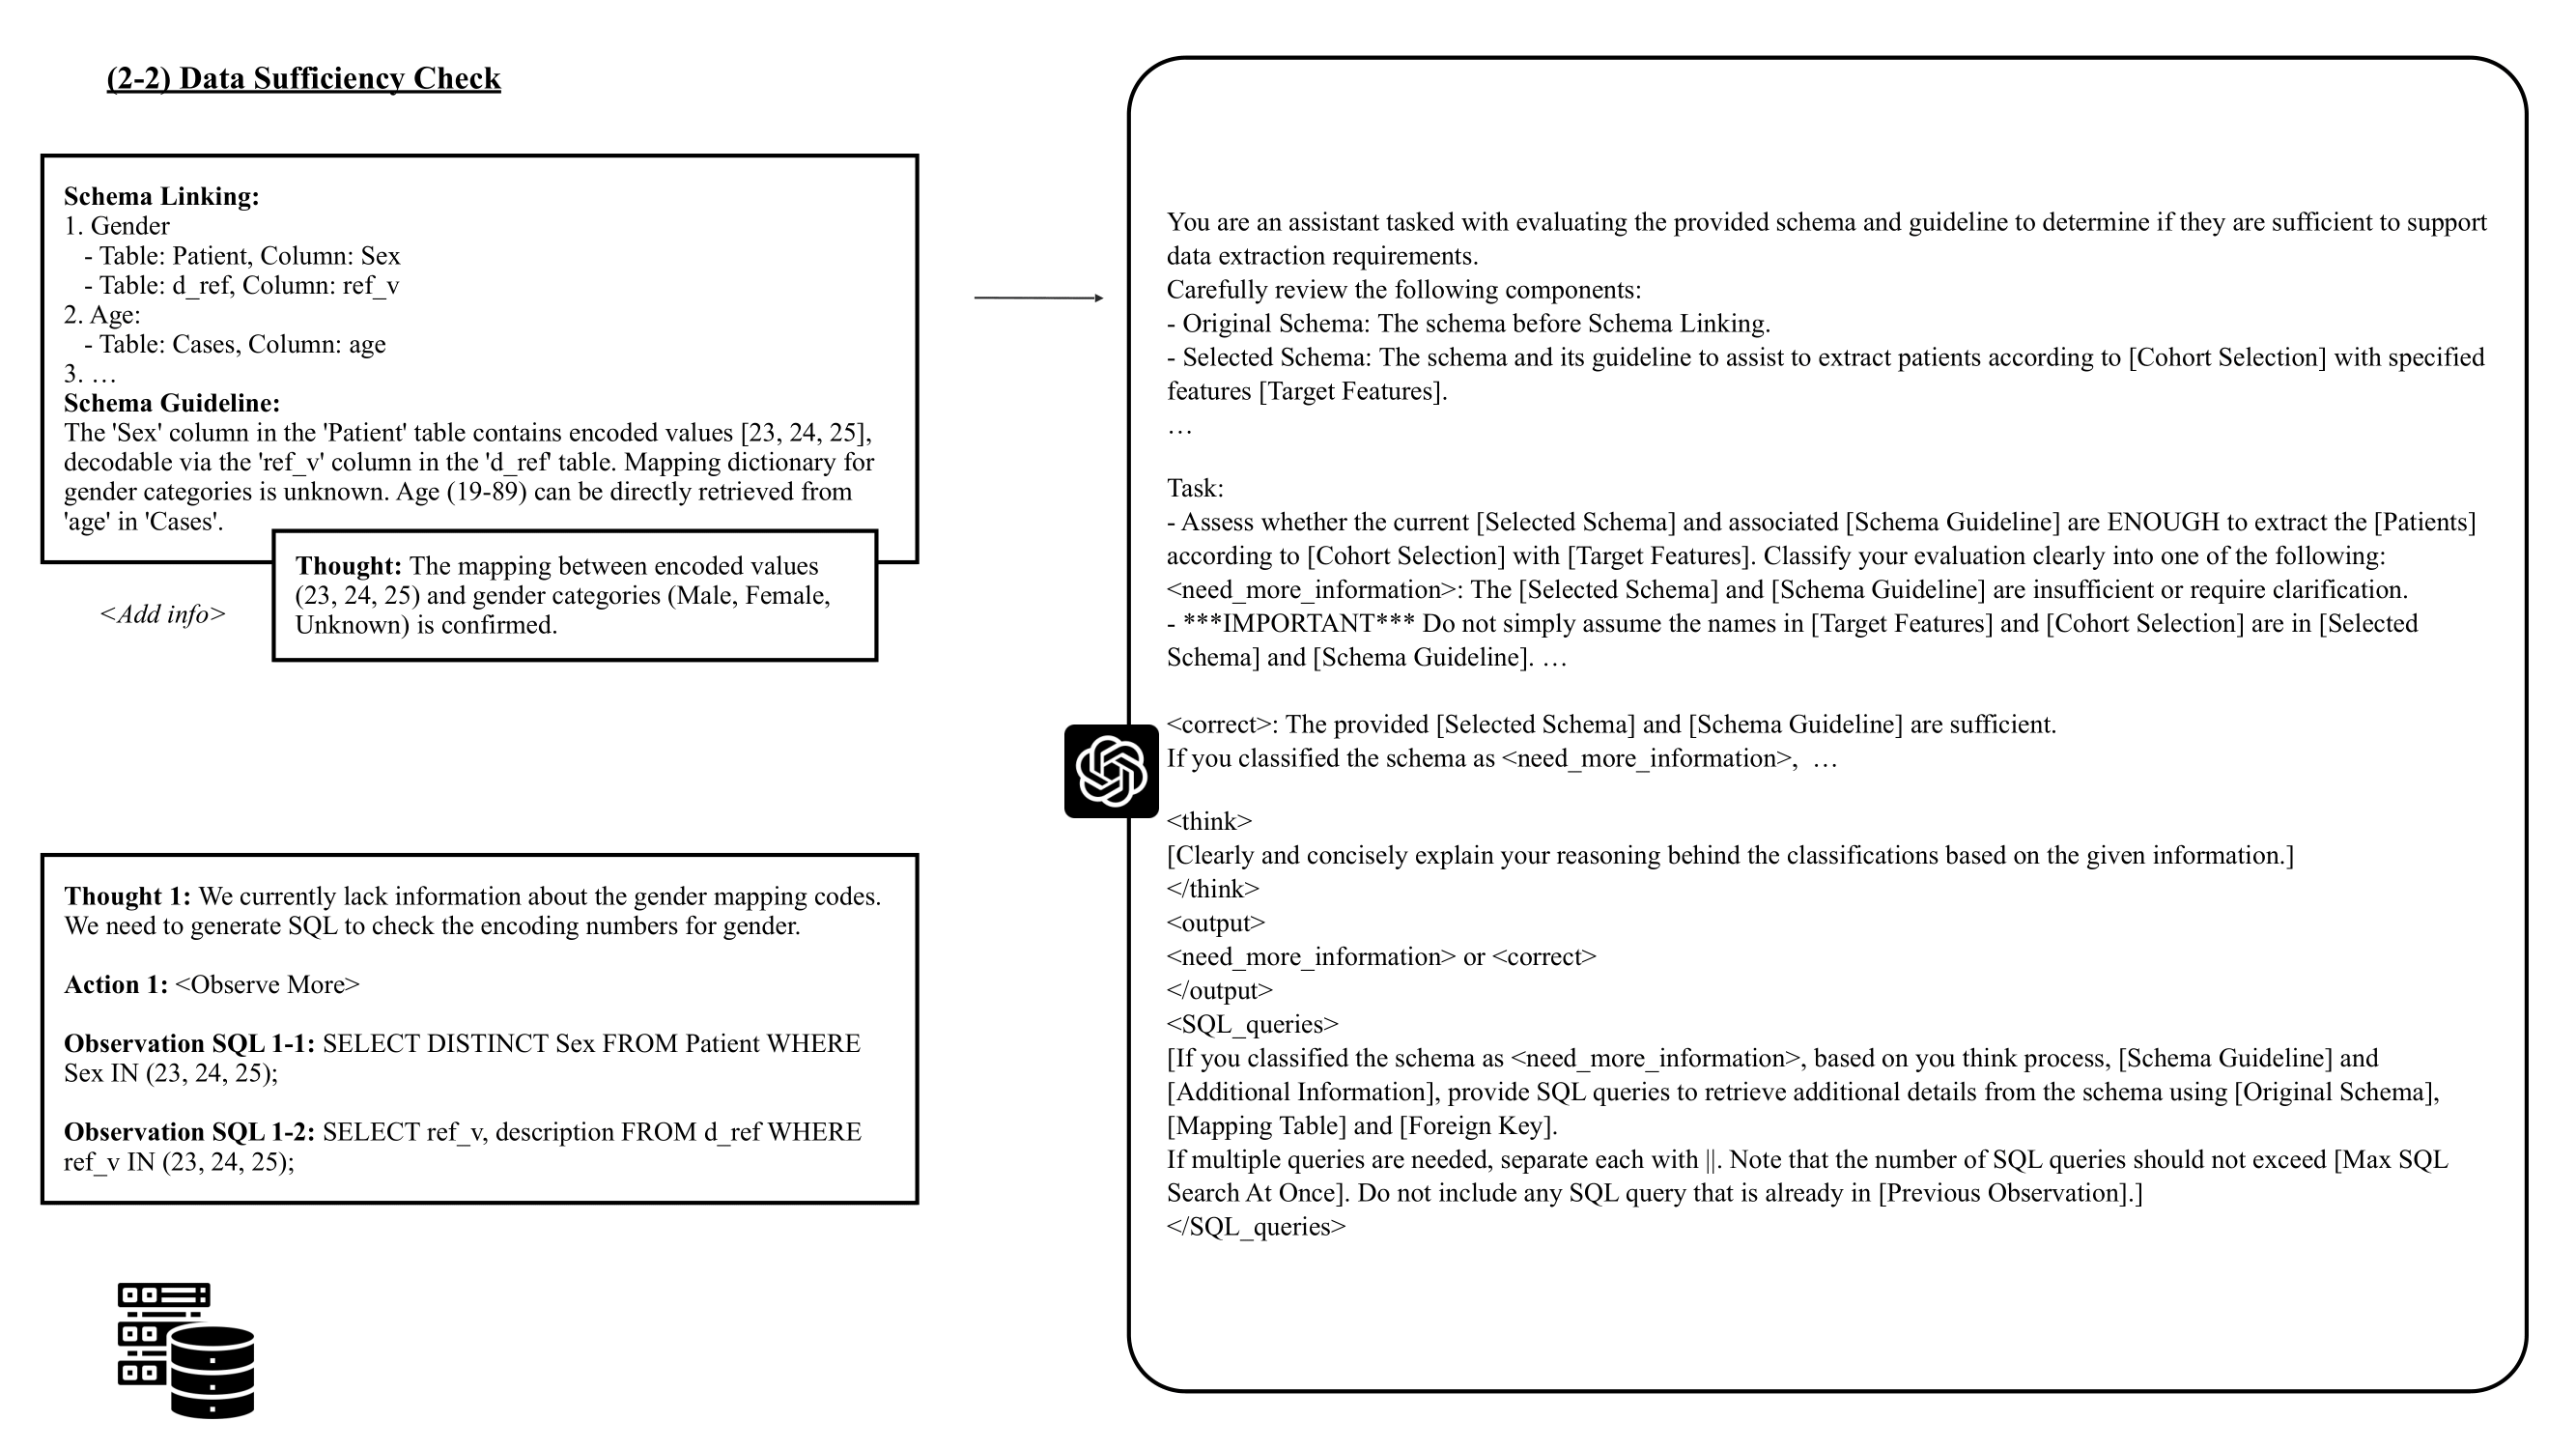 (2-2) Data Sufficiency Check
Schema Linking:
1. Gender
- Table: Patient, Column: Sex
- Table: d_ref, Column: ref_v
2. Age:
- Table: Cases, Column: age
3. …
Schema Guideline:
The 'Sex' column in the 'Patient' table contains encoded values [23, 24, 25],
decodable via the 'ref_v' column in the 'd_ref' table. Mapping dictionary for
gender categories is unknown. Age (19-89) can be directly retrieved from
'age' in 'Cases'.
<Add info>
Thought: The mapping between encoded values
(23, 24, 25) and gender categories (Male, Female,
Unknown) is confirmed.
Thought 1: We currently lack information about the gender mapping codes.
We need to generate SQL to check the encoding numbers for gender.
Action 1: <Observe More>
Observation SQL 1-1: SELECT DISTINCT Sex FROM Patient WHERE
Sex IN (23, 24, 25);
Observation SQL 1-2: SELECT ref_v, description FROM d_ref WHERE
ref_v IN (23, 24, 25);
You are an assistant tasked with evaluating the provided schema and guideline to determine if they are sufficient to support
data extraction requirements.
Carefully review the following components:
- Original Schema: The schema before Schema Linking.
- Selected Schema: The schema and its guideline to assist to extract patients according to [Cohort Selection] with specified
features [Target Features].
…
Task:
- Assess whether the current [Selected Schema] and associated [Schema Guideline] are ENOUGH to extract the [Patients]
according to [Cohort Selection] with [Target Features]. Classify your evaluation clearly into one of the following:
<need_more_information>: The [Selected Schema] and [Schema Guideline] are insufficient or require clarification.
- ***IMPORTANT*** Do not simply assume the names in [Target Features] and [Cohort Selection] are in [Selected
Schema] and [Schema Guideline]. …
<correct>: The provided [Selected Schema] and [Schema Guideline] are sufficient.
If you classified the schema as <need_more_information>, …
<think>
[Clearly and concisely explain your reasoning behind the classifications based on the given information.]
</think>
<output>
<need_more_information> or <correct>
</output>
<SQL_queries>
[If you classified the schema as <need_more_information>, based on you think process, [Schema Guideline] and
[Additional Information], provide SQL queries to retrieve additional details from the schema using [Original Schema],
[Mapping Table] and [Foreign Key].
If multiple queries are needed, separate each with ||. Note that the number of SQL queries should not exceed [Max SQL
Search At Once]. Do not include any SQL query that is already in [Previous Observation].]
</SQL_queries>